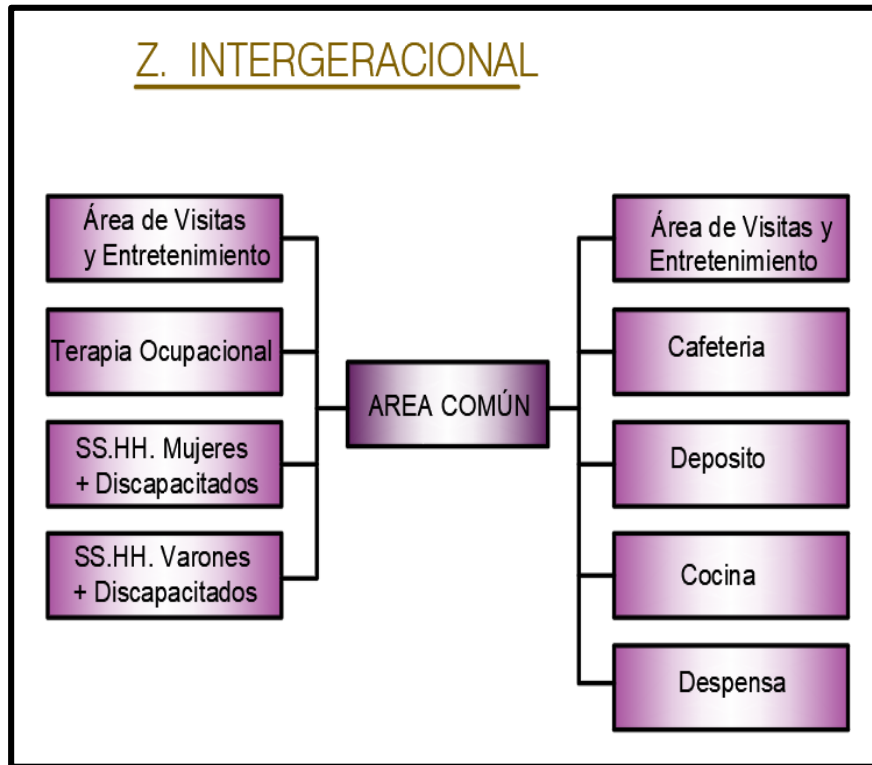 Z. INTERGERACIONAL
Área de Visitas
y Entretenimiento
Terapia Ocupacional
SS.HH. Mujeres
+ Discapacitados
SS.HH. Varones
+ Discapacitados
AREA COMÚN
Área de Visitas y
Entretenimiento
Cafeteria
Deposito
Cocina
Despensa